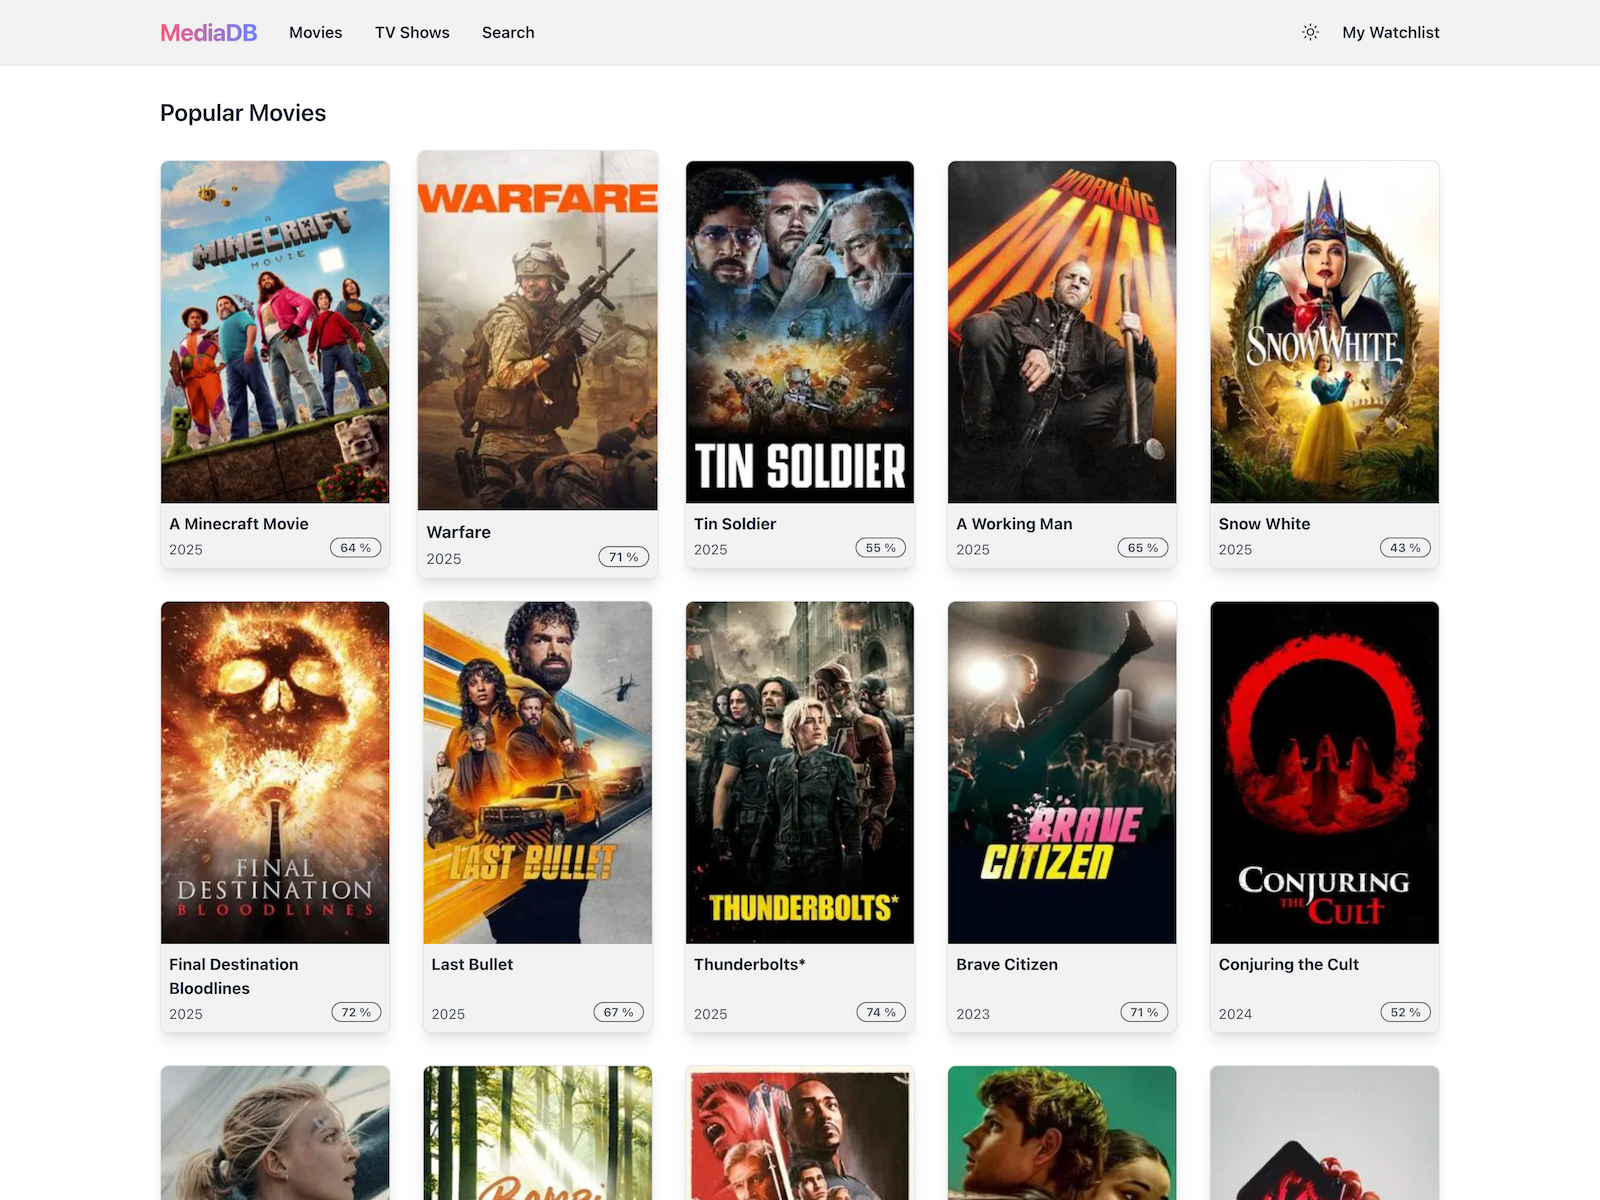 MediaDB
Movies
TV Shows
Search
My Watchlist
Popular Movies
A
MINECRAFT
MOVIE
WARFARE
TIN SOLDIER
A
WORKING
MAN
SNOW WHITE
A Minecraft Movie
2025
64 %
Warfare
2025
71 %
Tin Soldier
2025
55 %
A Working Man
2025
65 %
Snow White
2025
43 %
FINAL
DESTINATION
BLOODLINES
LAST BULLET
THUNDERBOLTS*
BRAVE
CITIZEN
CONJURING
THE
CULT
Final Destination
Bloodlines
2025
72 %
Last Bullet
2025
67 %
Thunderbolts*
2025
74 %
Brave Citizen
2023
71 %
Conjuring the Cult
2024
52 %